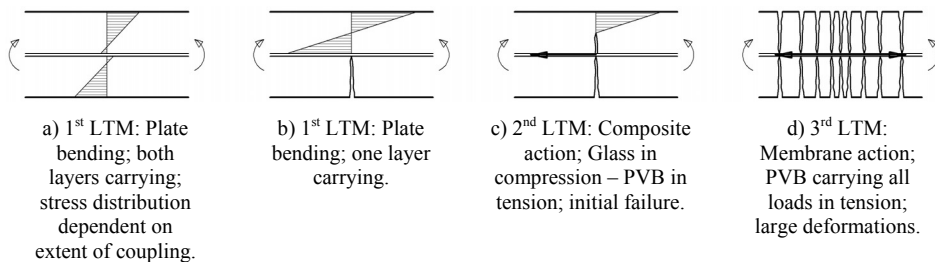 a) 1st LTM: Plate
bending; both
layers carrying;
stress distribution
dependent on
extent of coupling.
b) 1st LTM: Plate
bending; one layer
carrying.
c) 2nd LTM: Composite
action; Glass in
compression – PVB in
tension; initial failure.
d) 3rd LTM:
Membrane action;
PVB carrying all
loads in tension;
large deformations.